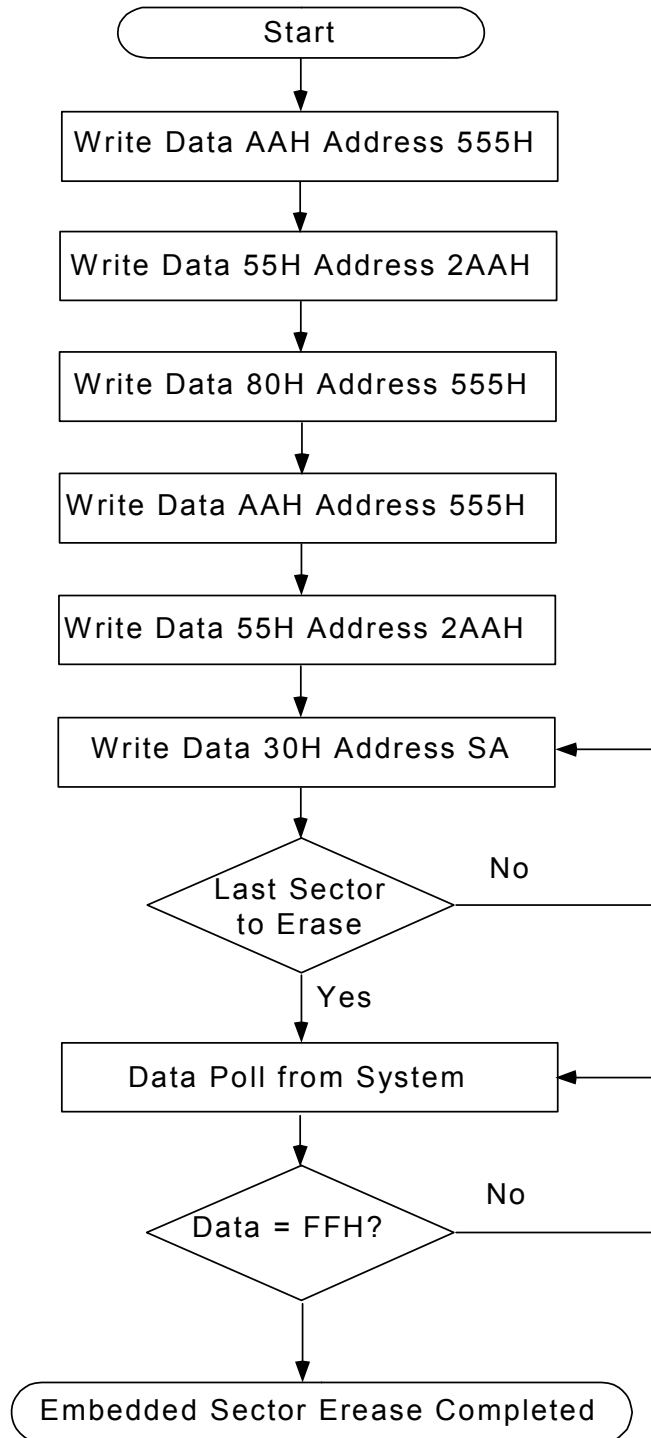 Start
Write Data AAH Address 555H
Write Data 55H Address 2AAH
Write Data 80H Address 555H
Write Data AAH Address 555H
Write Data 55H Address 2AAH
Write Data 30H Address SA
Last Sector
to Erase
No
Yes
Data Poll from System
Data = FFH?
No
Embedded Sector Erease Completed